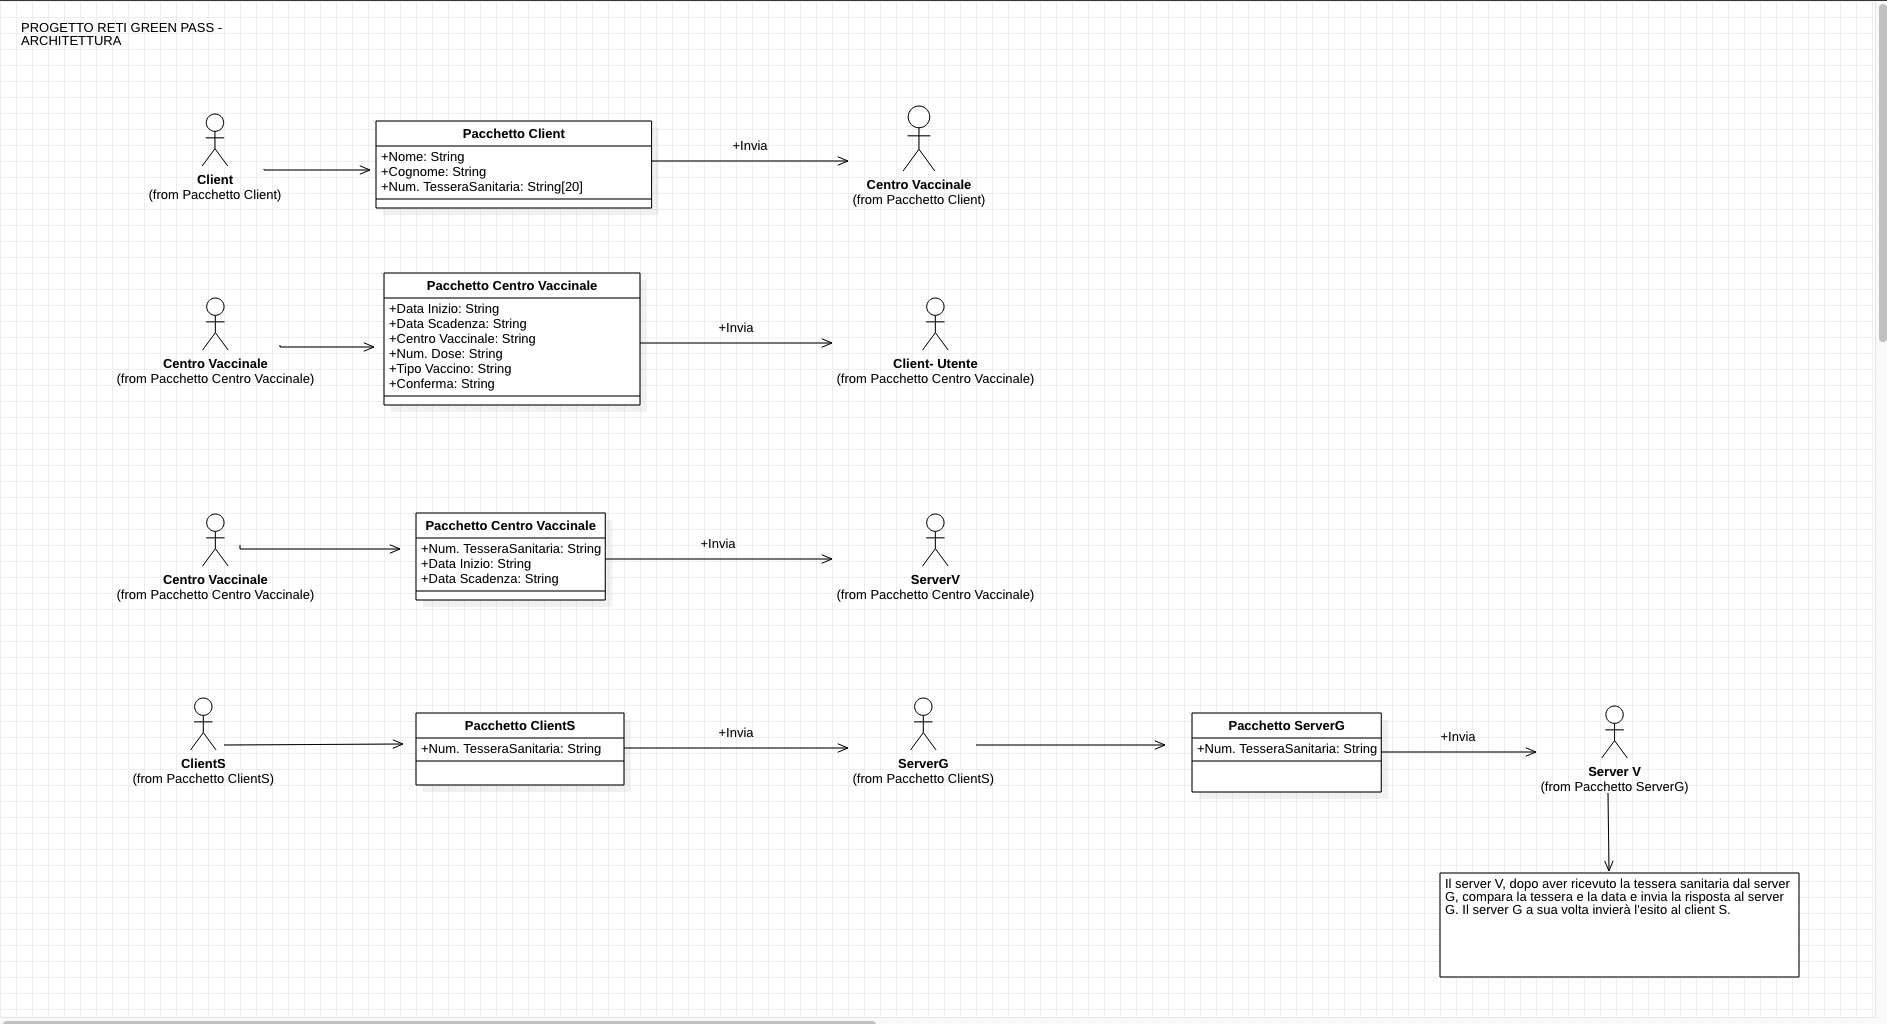 PROGETTO RETI GREEN PASS -
ARCHITETTURA
Client
(from Pacchetto Client)
Pacchetto Client
+Nome: String
+Cognome: String
+Num. TesseraSanitaria: String[20]
+Invia
Centro Vaccinale
(from Pacchetto Client)
Centro Vaccinale
(from Pacchetto Centro Vaccinale)
Pacchetto Centro Vaccinale
+Data Inizio: String
+Data Scadenza: String
+Centro Vaccinale: String
+Num. Dose: String
+Tipo Vaccino: String
+Conferma: String
+Invia
Client- Utente
(from Pacchetto Centro Vaccinale)
Centro Vaccinale
(from Pacchetto Centro Vaccinale)
Pacchetto Centro Vaccinale
+Num. TesseraSanitaria: String
+Data Inizio: String
+Data Scadenza: String
+Invia
ServerV
(from Pacchetto Centro Vaccinale)
ClientS
(from Pacchetto ClientS)
Pacchetto ClientS
+Num. TesseraSanitaria: String
+Invia
ServerG
(from Pacchetto ClientS)
Pacchetto ServerG
+Num. TesseraSanitaria: String
+Invia
Server V
(from Pacchetto ServerG)
Il server V, dopo aver ricevuto la tessera sanitaria dal server
G, compara la tessera e la data e invia la risposta al server
G. Il server G a sua volta invierà l'esito al client S.